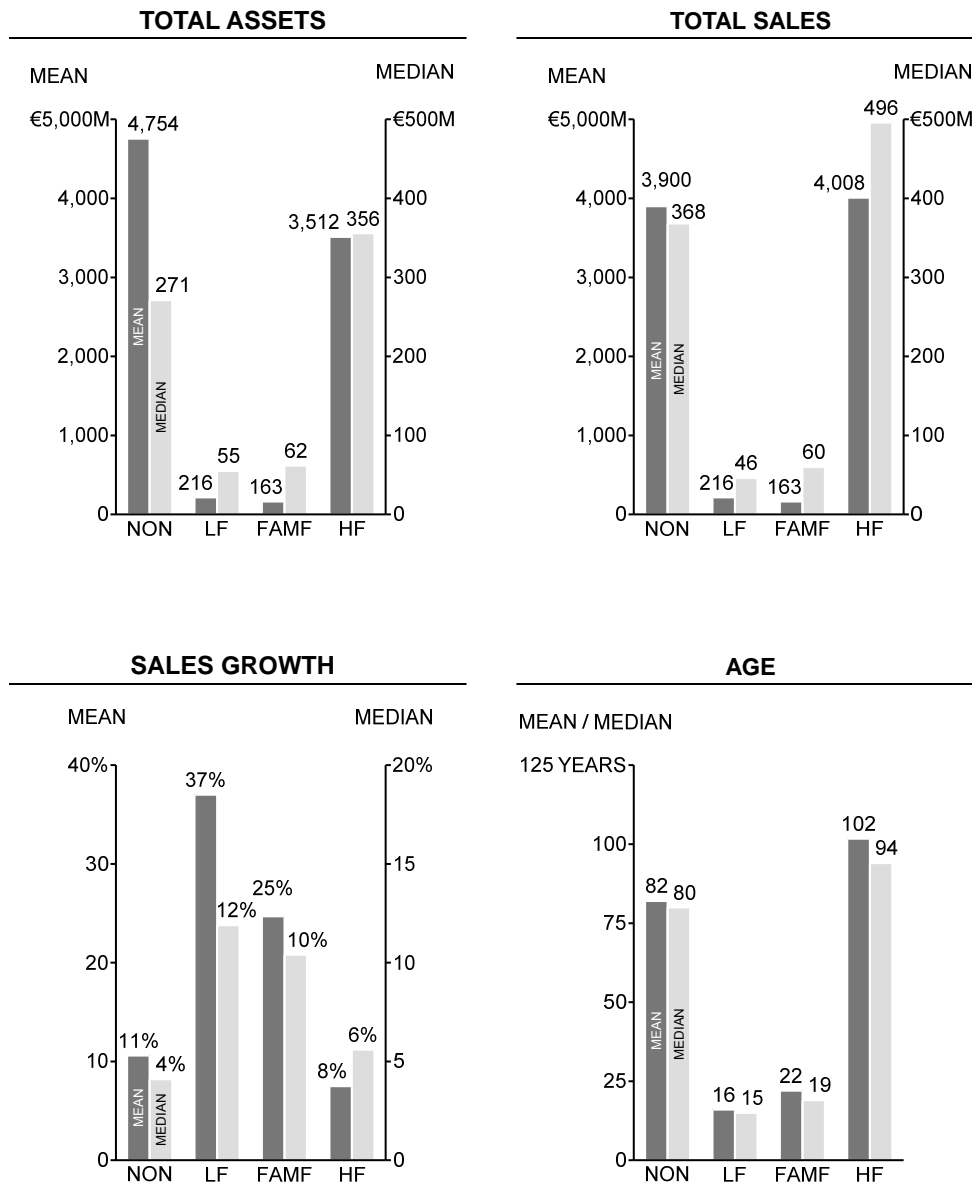 TOTAL ASSETS
MEAN
MEDIAN
€5,000M
4,000
3,000
2,000
1,000
0
€500M
400
300
200
100
0
4,754
271
216
55
163
62
3,512
356
MEAN
MEDIAN
NON
LF
FAMF
HF
TOTAL SALES
MEAN
MEDIAN
€5,000M
4,000
3,000
2,000
1,000
0
€500M
400
300
200
100
0
3,900
368
216
46
163
60
4,008
496
MEAN
MEDIAN
NON
LF
FAMF
HF
SALES GROWTH
MEAN
MEDIAN
40%
30
20
10
0
20%
15
10
5
0
11%
4%
37%
12%
25%
10%
8%
6%
MEAN
MEDIAN
NON
LF
FAMF
HF
AGE
MEAN / MEDIAN
125 YEARS
100
75
50
25
0
82
80
16
15
22
19
102
94
MEAN
MEDIAN
NON
LF
FAMF
HF